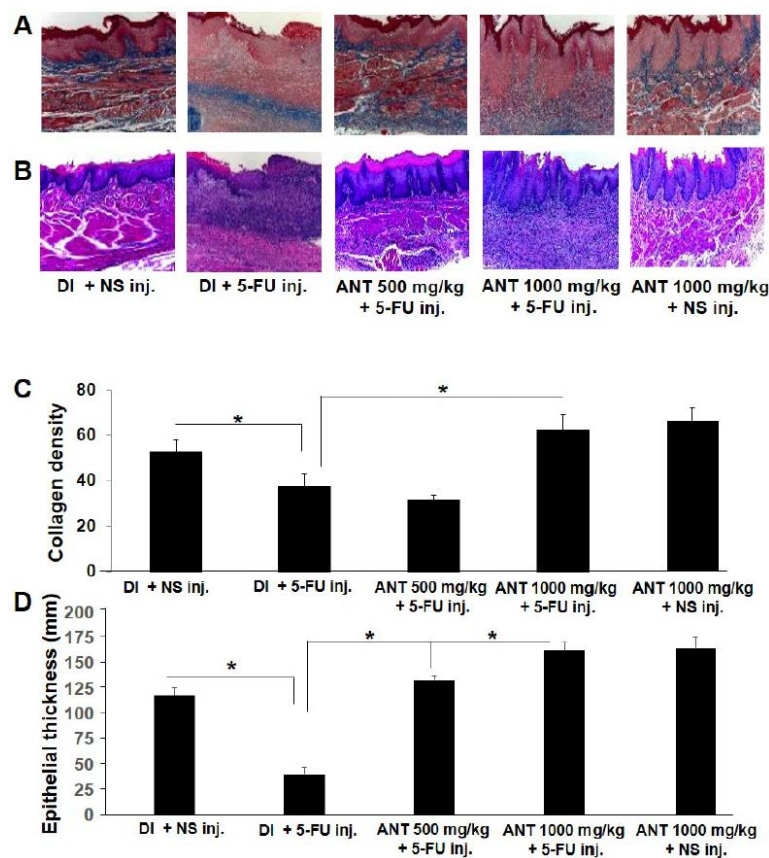 A
B
DI + NS inj.
DI + 5-FU inj.
ANT 500 mg/kg
+ 5-FU inj.
ANT 1000 mg/kg
+ 5-FU inj.
ANT 1000 mg/kg
+ NS inj.
C
Collagen density
80
60
40
20
0
*
*
DI + NS inj.
DI + 5-FU inj.
ANT 500 mg/kg
+ 5-FU inj.
ANT 1000 mg/kg
+ 5-FU inj.
ANT 1000 mg/kg
+ NS inj.
D
Epithelial thickness (mm)
200
175
150
125
100
75
50
25
0
*
*
*
DI + NS inj.
DI + 5-FU inj.
ANT 500 mg/kg
+ 5-FU inj.
ANT 1000 mg/kg
+ 5-FU inj.
ANT 1000 mg/kg
+ NS inj.